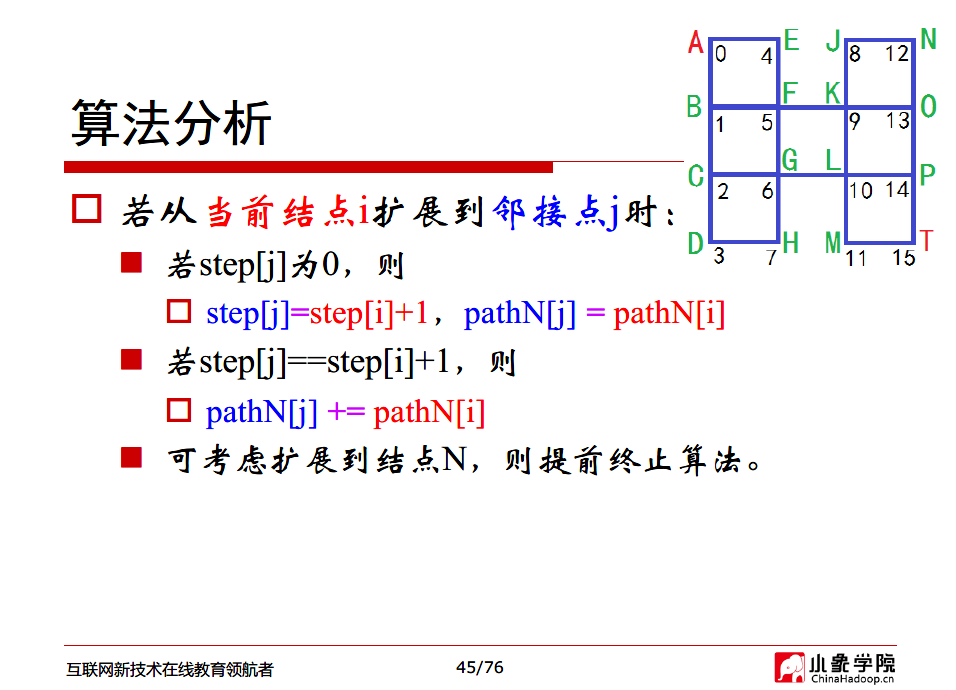 算法分析
A E J N
0 4 8 12
B F K O
1 5 9 13
C G L P
2 6 10 14
D H M T
3 7 11 15
若从当前结点i扩展到邻接点j时：
若step[j]为0，则
step[j]=step[i]+1，pathN[j] = pathN[i]
若step[j]==step[i]+1，则
pathN[j] += pathN[i]
可考虑扩展到结点N，则提前终止算法。
互联网新技术在线教育领航者
45/76
小象学院
ChinaHadoop.cn